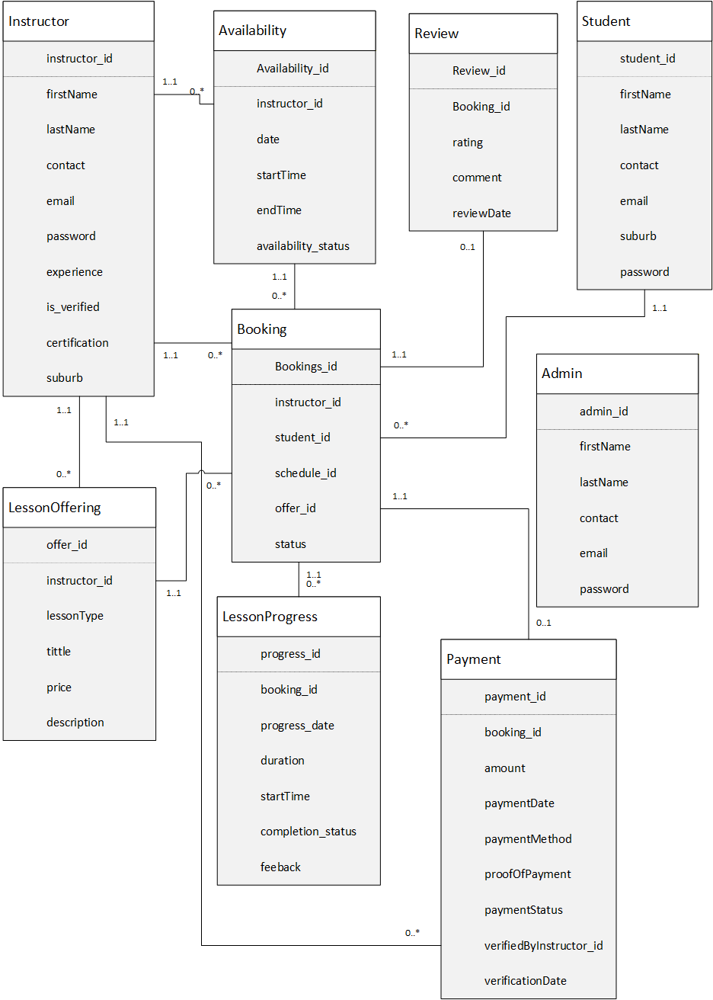 Instructor
instructor_id
firstName
lastName
contact
email
password
experience
is_verified
certification
suburb
1..1
0..*
Availability
Availability_id
instructor_id
date
startTime
endTime
availability_status
1..1
0..*
Review
Review_id
Booking_id
rating
comment
reviewDate
0..1
Student
student_id
firstName
lastName
contact
email
suburb
password
1..1
1..1
0..*
Booking
Bookings_id
instructor_id
student_id
schedule_id
offer_id
status
1..1
0..*
1..1
Admin
admin_id
firstName
lastName
contact
email
password
1..1
1..1
0..*
0..*
LessonOffering
offer_id
instructor_id
lessonType
tittle
price
description
1..1
1..1
0..*
LessonProgress
progress_id
booking_id
progress_date
duration
startTime
completion_status
feeback
0..1
Payment
payment_id
booking_id
amount
paymentDate
paymentMethod
proofOfPayment
paymentStatus
verifiedByInstructor_id
verificationDate
0..*